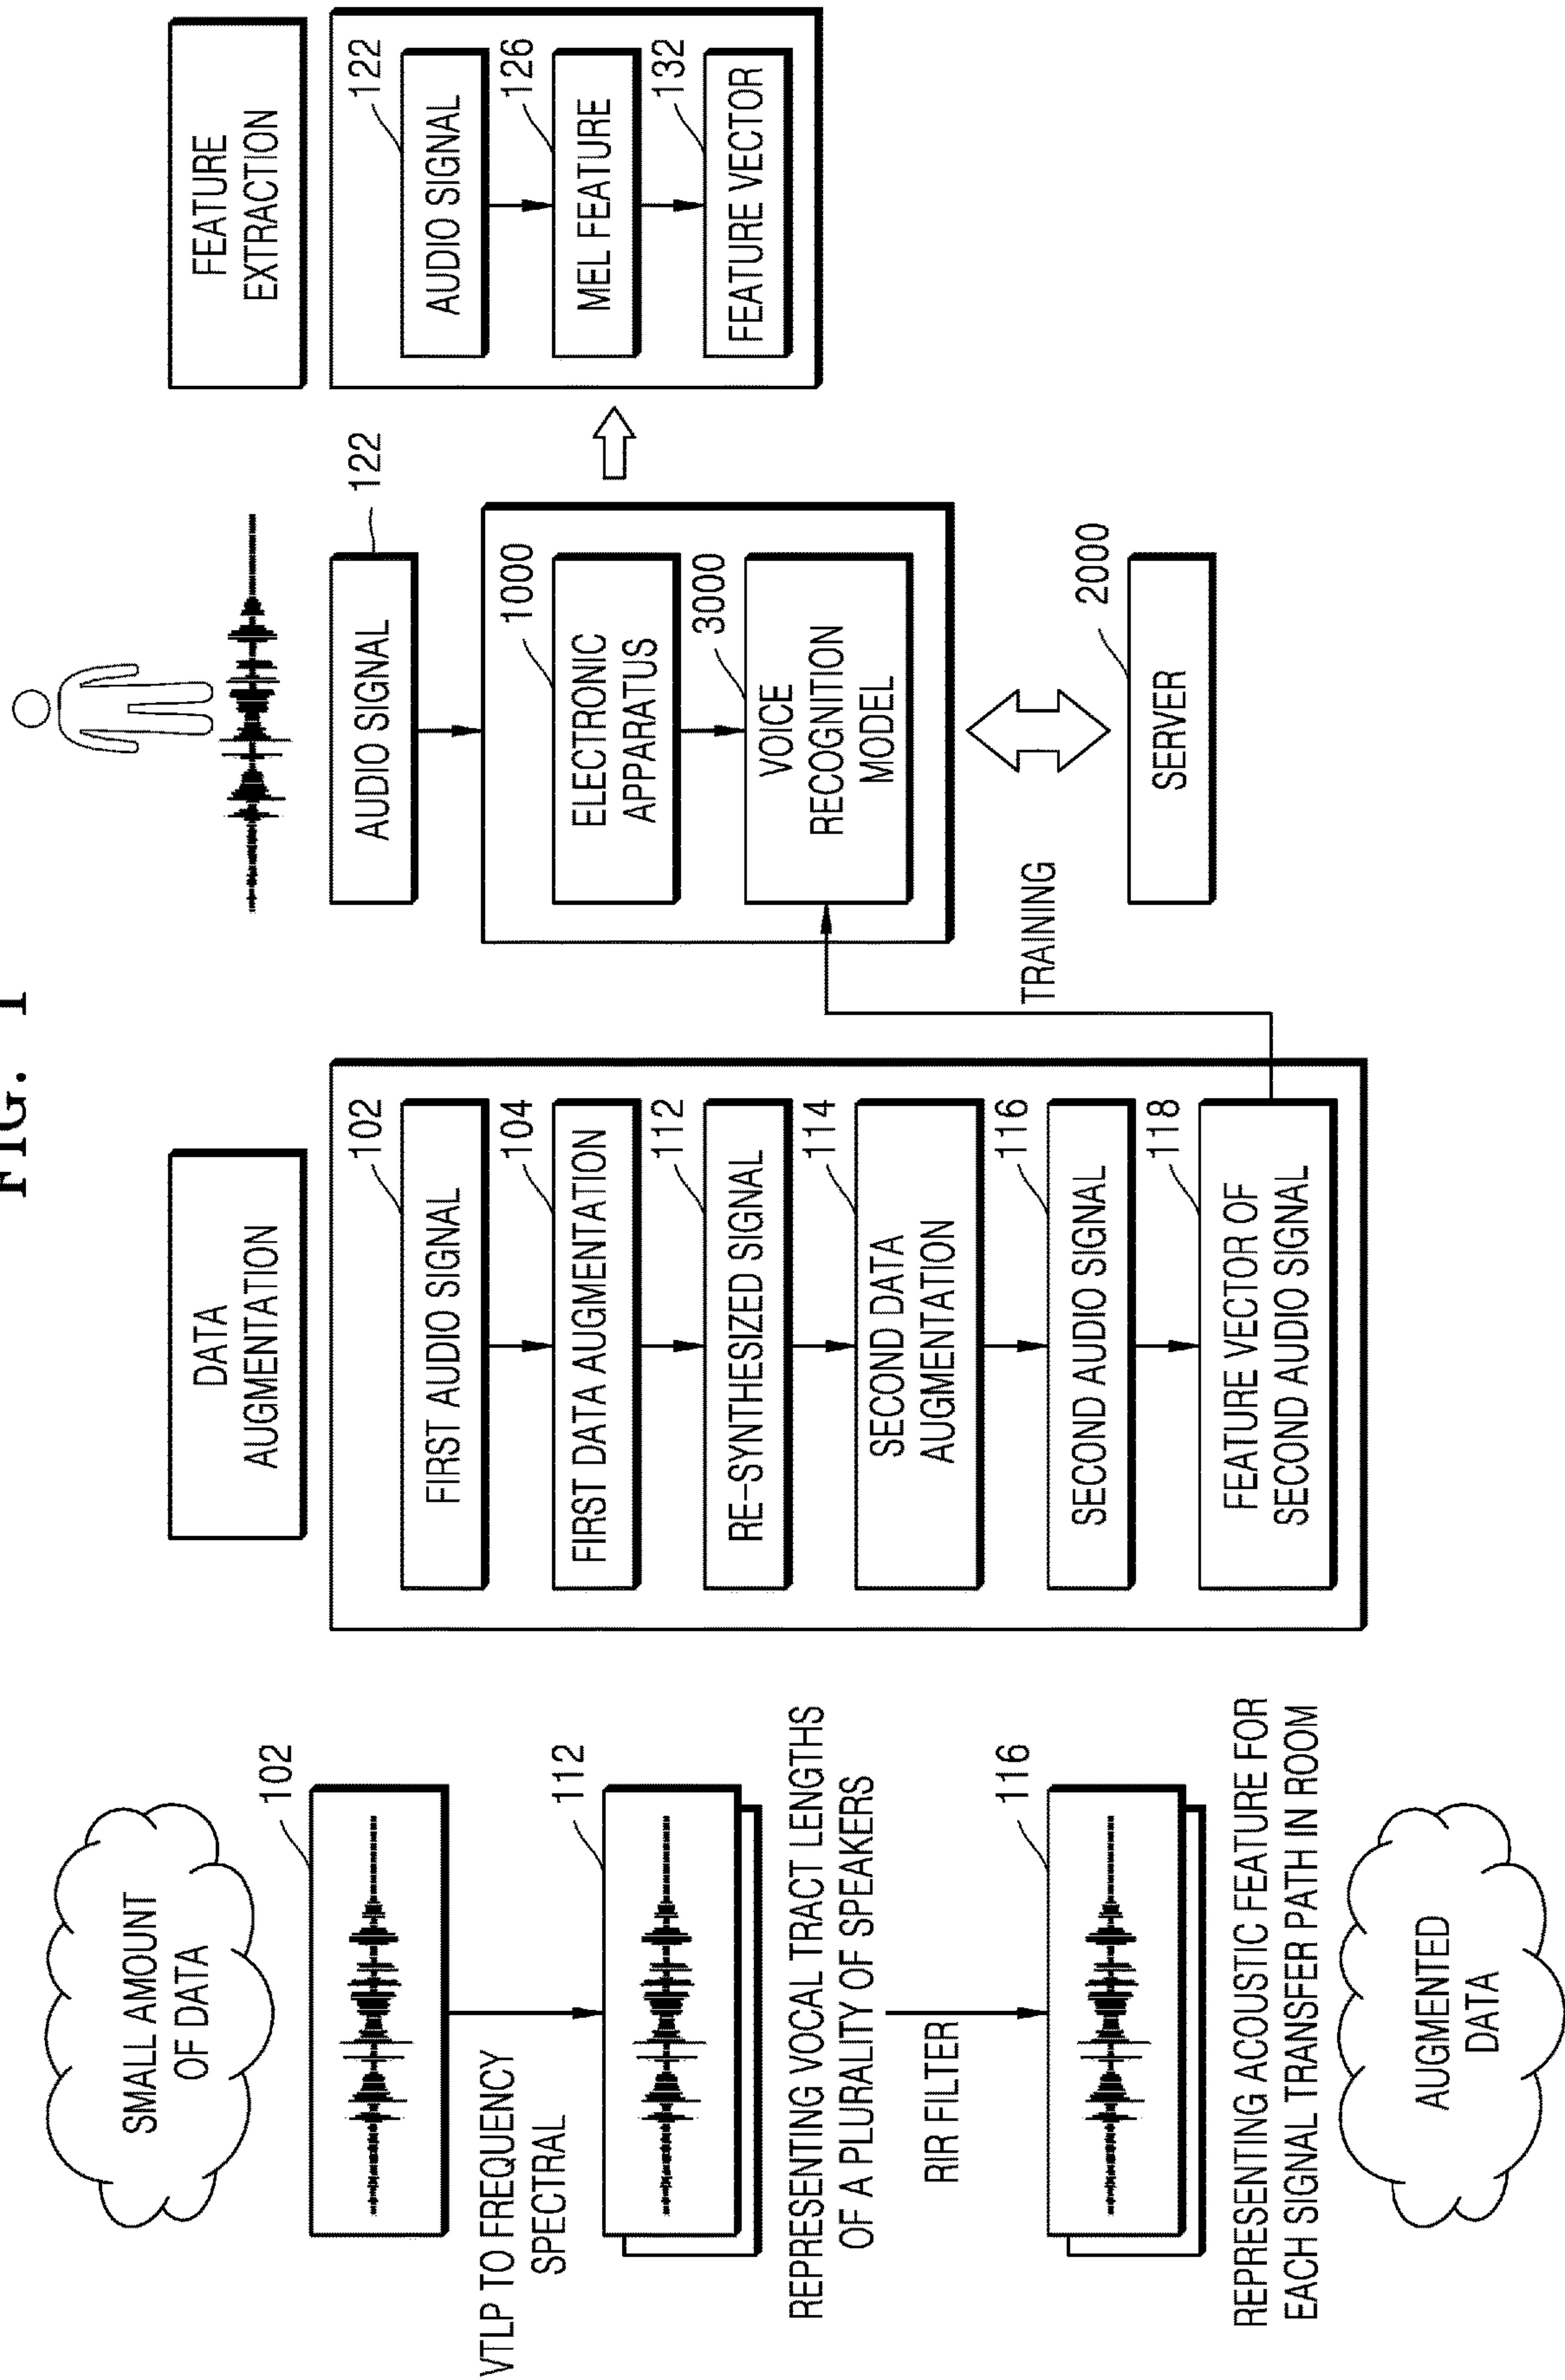 FIG. 1
SMALL AMOUNT
OF DATA
102
VTLP TO FREQUENCY
SPECTRAL
112
REPRESENTING VOCAL TRACT LENGTHS
OF A PLURALITY OF SPEAKERS
RIR FILTER
116
REPRESENTING ACOUSTIC FEATURE FOR
EACH SIGNAL TRANSFER PATH IN ROOM
AUGMENTED
DATA
DATA
AUGMENTATION
102
FIRST AUDIO SIGNAL
104
FIRST DATA AUGMENTATION
112
RE-SYNTHESIZED SIGNAL
114
SECOND DATA
AUGMENTATION
116
SECOND AUDIO SIGNAL
118
FEATURE VECTOR OF
SECOND AUDIO SIGNAL
TRAINING
122
AUDIO SIGNAL
1000
ELECTRONIC
APPARATUS
3000
VOICE
RECOGNITION
MODEL
2000
SERVER
FEATURE
EXTRACTION
122
AUDIO SIGNAL
126
MEL FEATURE
132
FEATURE VECTOR